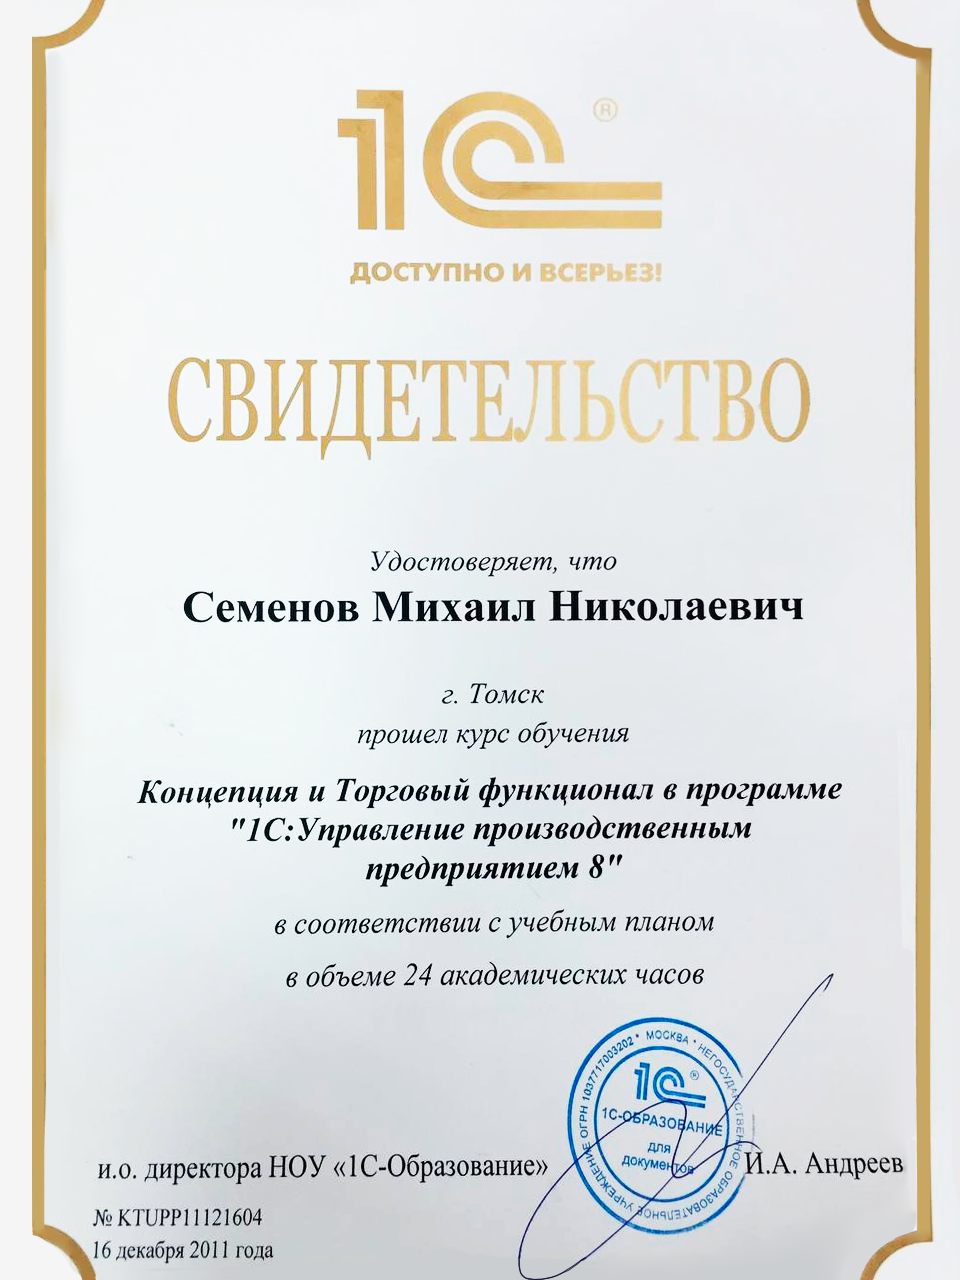 1С ®
ДОСТУПНО И ВСЕРЬЕЗ!
СВИДЕТЕЛЬСТВО
Удостоверяет, что
Семенов Михаил Николаевич
г. Томск
прошел курс обучения
Концепция и Торговый функционал в программе
"1С:Управление производственным
предприятием 8"
в соответствии с учебным планом
в объеме 24 академических часов
* МОСКВА * НЕГОСУДАРСТВЕННОЕ ОБРАЗОВАТЕЛЬНОЕ УЧРЕЖДЕНИЕ ОГРН 1037717003202
1С ®
1С-ОБРАЗОВАНИЕ
для
документов
и.о. директора НОУ «1С-Образование» И.А. Андреев
№ KTUPP11121604
16 декабря 2011 года